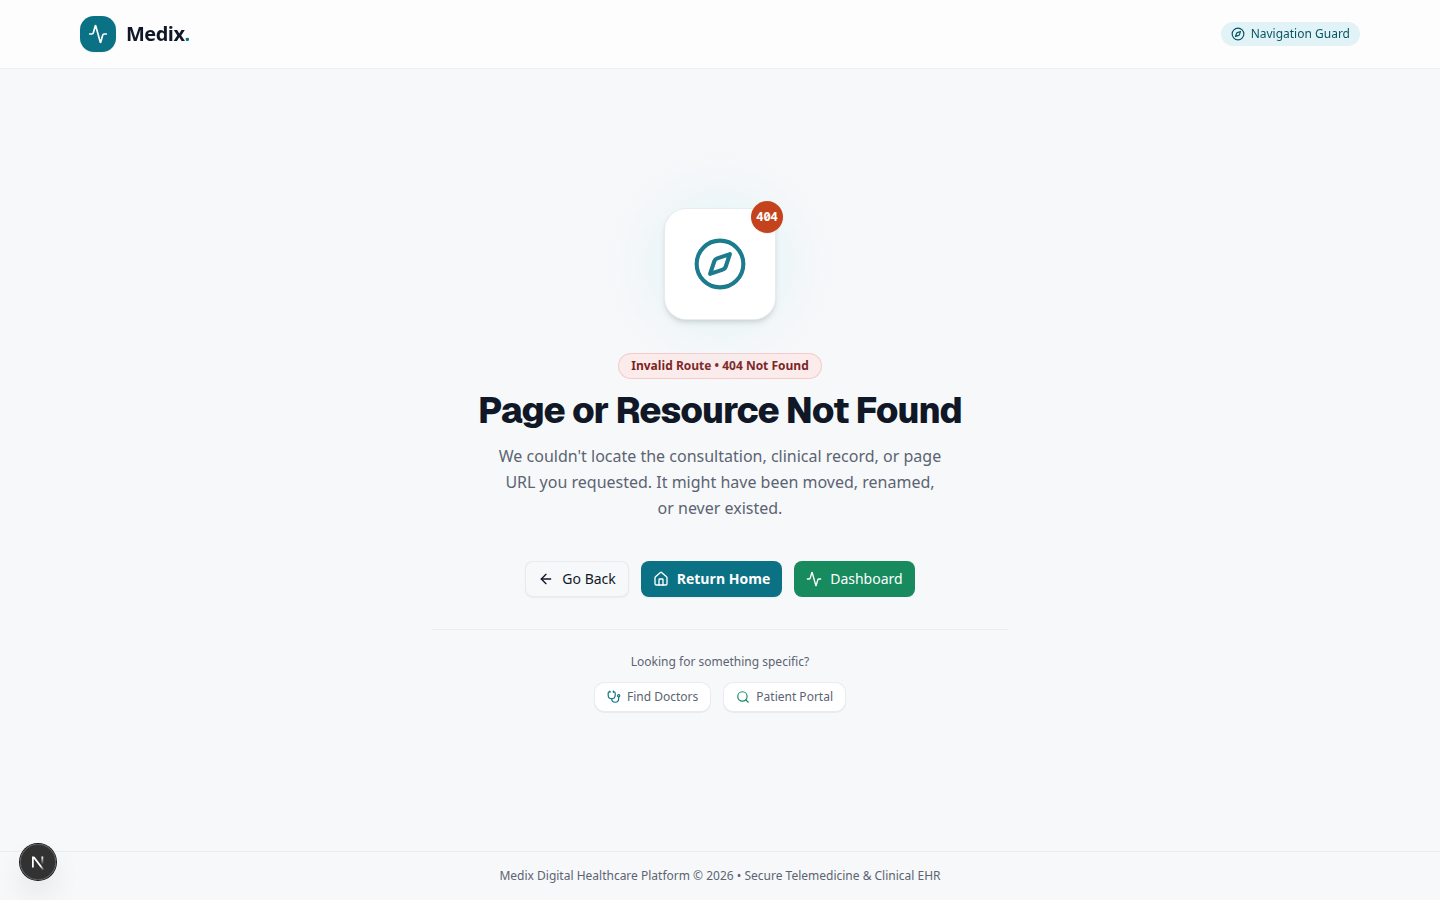 Medix.
Navigation Guard
404
Invalid Route • 404 Not Found
Page or Resource Not Found
We couldn't locate the consultation, clinical record, or page
URL you requested. It might have been moved, renamed,
or never existed.
Go Back
Return Home
Dashboard
Looking for something specific?
Find Doctors
Patient Portal
N
Medix Digital Healthcare Platform © 2026 • Secure Telemedicine & Clinical EHR